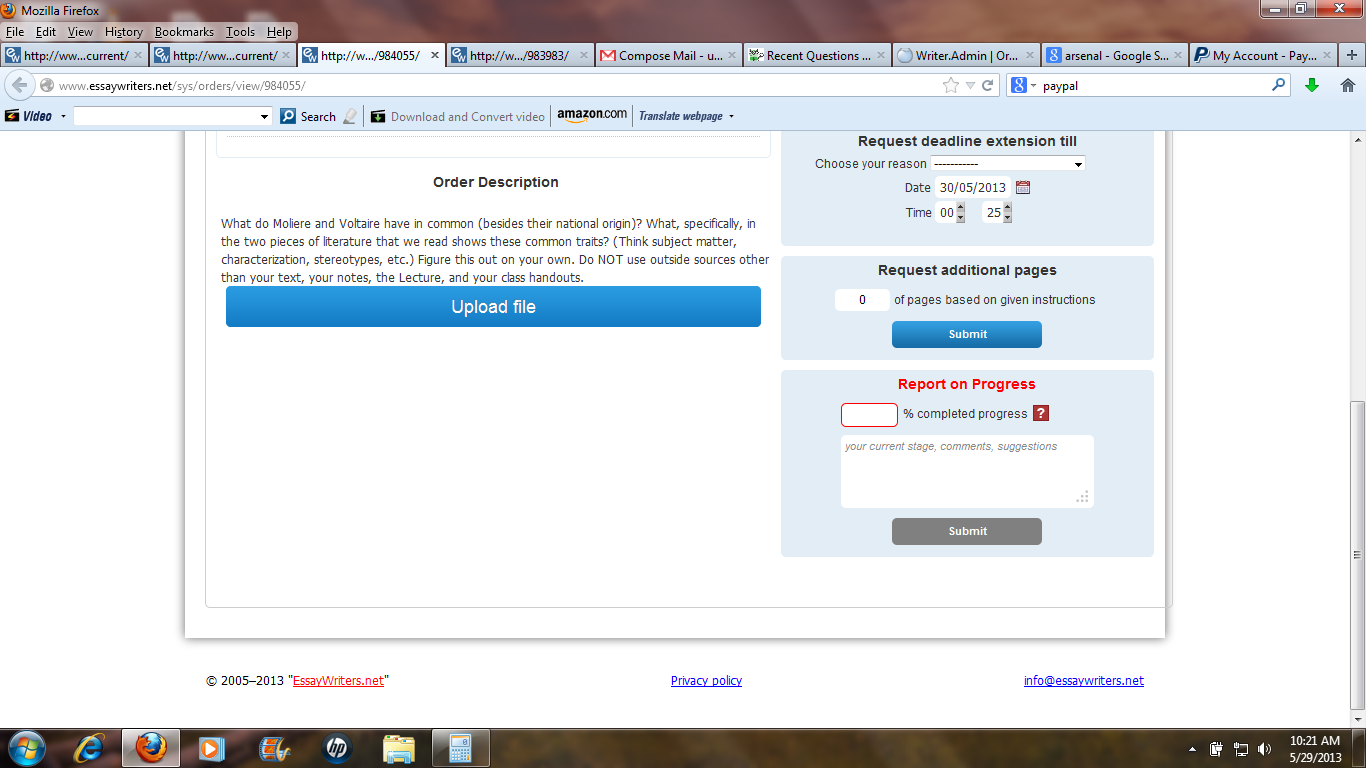 Mozilla Firefox
File Edit View History Bookmarks Tools Help
http://ww...current/ http://ww...current/ http://w.../984055/ http://w.../983983/ Compose Mail - u... Recent Questions ... Writer.Admin | Or... arsenal - Google S... My Account - Pay...
www.essaywriters.net/sys/orders/view/984055/ paypal
Video Search Download and Convert video amazon.com Translate webpage
Order Description
What do Moliere and Voltaire have in common (besides their national origin)? What, specifically, in
the two pieces of literature that we read shows these common traits? (Think subject matter,
characterization, stereotypes, etc.) Figure this out on your own. Do NOT use outside sources other
than your text, your notes, the Lecture, and your class handouts.
Upload file
Request deadline extension till
Choose your reason -----------
Date 30/05/2013
Time 00 25
Request additional pages
0 of pages based on given instructions
Submit
Report on Progress
% completed progress ?
your current stage, comments, suggestions
Submit
© 2005–2013 "EssayWriters.net" Privacy policy info@essaywriters.net
10:21 AM
5/29/2013